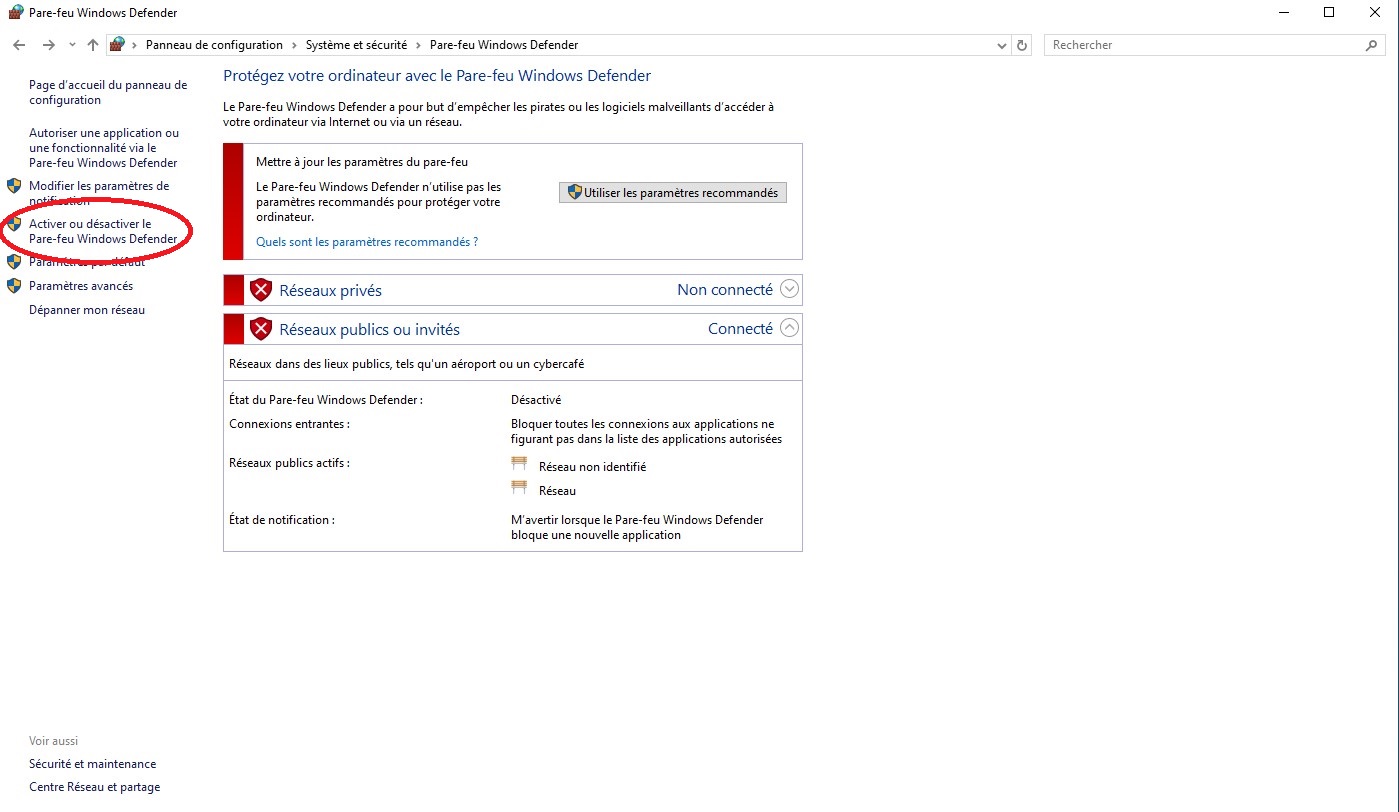 Pare-feu Windows Defender
Panneau de configuration > Système et sécurité > Pare-feu Windows Defender
Rechercher
Page d'accueil du panneau de
configuration
Autoriser une application ou
une fonctionnalité via le
Pare-feu Windows Defender
Modifier les paramètres de
notification
Activer ou désactiver le
Pare-feu Windows Defender
Paramètres par défaut
Paramètres avancés
Dépanner mon réseau
Protégez votre ordinateur avec le Pare-feu Windows Defender
Le Pare-feu Windows Defender a pour but d'empêcher les pirates ou les logiciels malveillants d'accéder à
votre ordinateur via Internet ou via un réseau.
Mettre à jour les paramètres du pare-feu
Le Pare-feu Windows Defender n'utilise pas les
paramètres recommandés pour protéger votre
ordinateur.
Utiliser les paramètres recommandés
Quels sont les paramètres recommandés ?
Réseaux privés Non connecté
Réseaux publics ou invités Connecté
Réseaux dans des lieux publics, tels qu'un aéroport ou un cybercafé
État du Pare-feu Windows Defender : Désactivé
Connexions entrantes : Bloquer toutes les connexions aux applications ne
figurant pas dans la liste des applications autorisées
Réseaux publics actifs : Réseau non identifié
Réseau
État de notification : M'avertir lorsque le Pare-feu Windows Defender
bloque une nouvelle application
Voir aussi
Sécurité et maintenance
Centre Réseau et partage